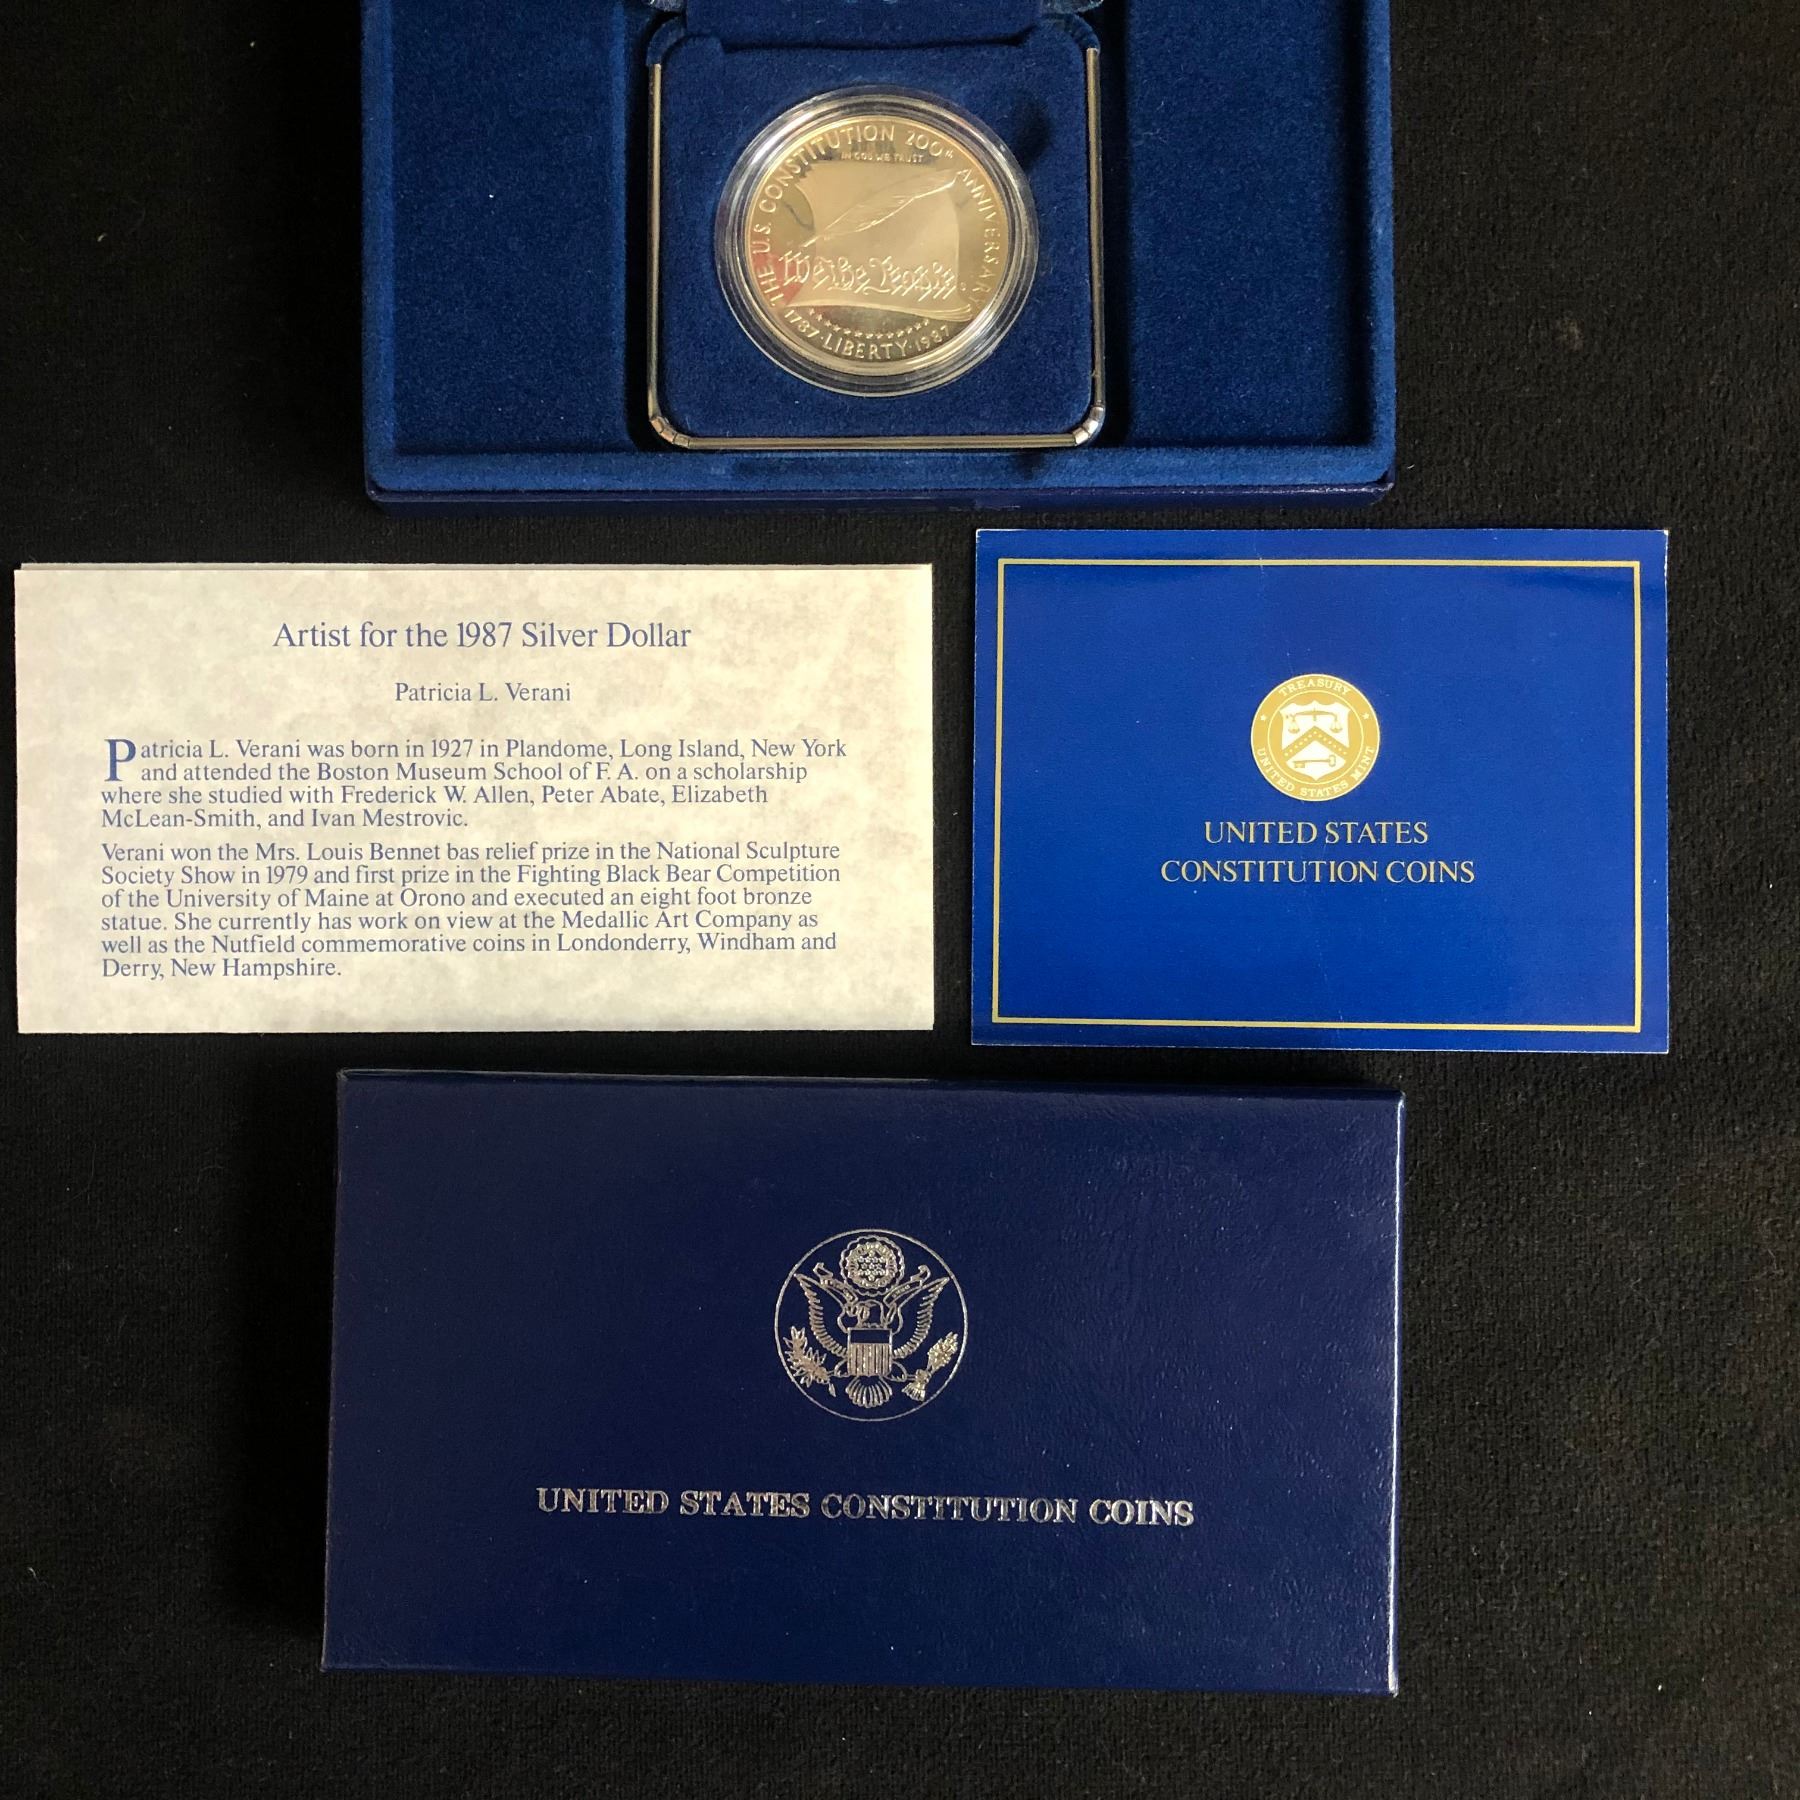 THE U.S. CONSTITUTION 200TH ANNIVERSARY
IN GOD WE TRUST
We the People
1787 · LIBERTY · 1987
Artist for the 1987 Silver Dollar
Patricia L. Verani
Patricia L. Verani was born in 1927 in Plandome, Long Island, New York
and attended the Boston Museum School of F. A. on a scholarship
where she studied with Frederick W. Allen, Peter Abate, Elizabeth
McLean-Smith, and Ivan Mestrovic.
Verani won the Mrs. Louis Bennet bas relief prize in the National Sculpture
Society Show in 1979 and first prize in the Fighting Black Bear Competition
of the University of Maine at Orono and executed an eight foot bronze
statue. She currently has work on view at the Medallic Art Company as
well as the Nutfield commemorative coins in Londonderry, Windham and
Derry, New Hampshire.
TREASURY
UNITED STATES MINT
UNITED STATES
CONSTITUTION COINS
UNITED STATES CONSTITUTION COINS